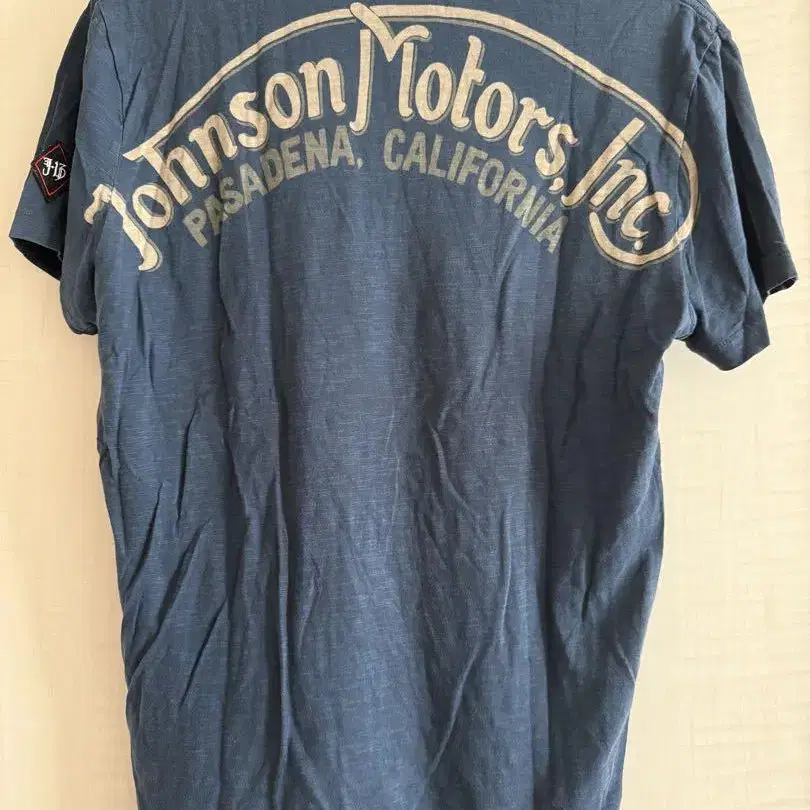 Johnson Motors, Inc.
PASADENA, CALIFORNIA